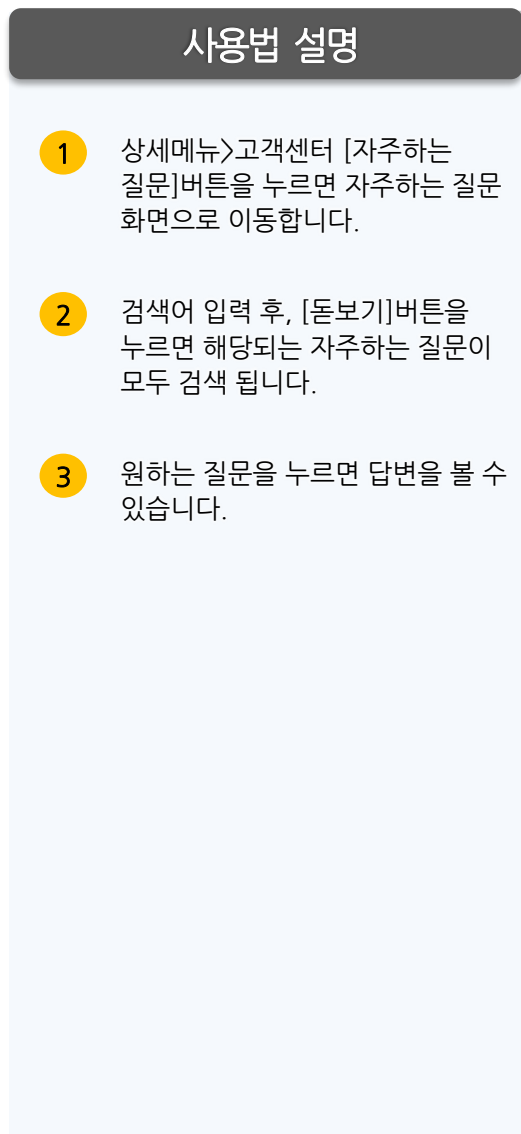 사용법 설명
1
상세메뉴>고객센터 [자주하는
질문]버튼을 누르면 자주하는 질문
화면으로 이동합니다.
2
검색어 입력 후, [돋보기]버튼을
누르면 해당되는 자주하는 질문이
모두 검색 됩니다.
3
원하는 질문을 누르면 답변을 볼 수
있습니다.